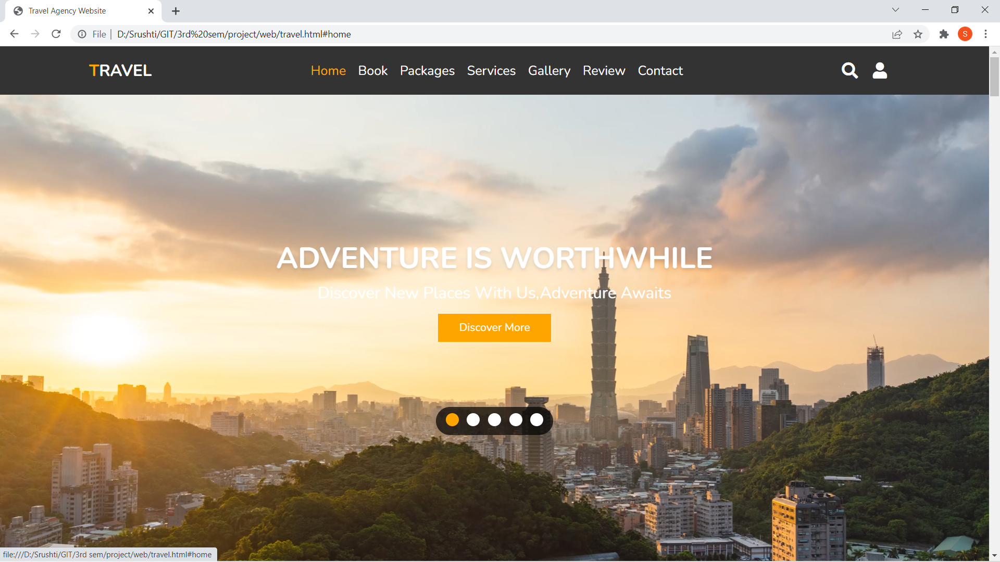 Travel Agency Website
File | D:/Srushti/GIT/3rd%20sem/project/web/travel.html#home
S
TRAVEL
Home Book Packages Services Gallery Review Contact
ADVENTURE IS WORTHWHILE
Discover New Places With Us,Adventure Awaits
Discover More
file:///D:/Srushti/GIT/3rd sem/project/web/travel.html#home